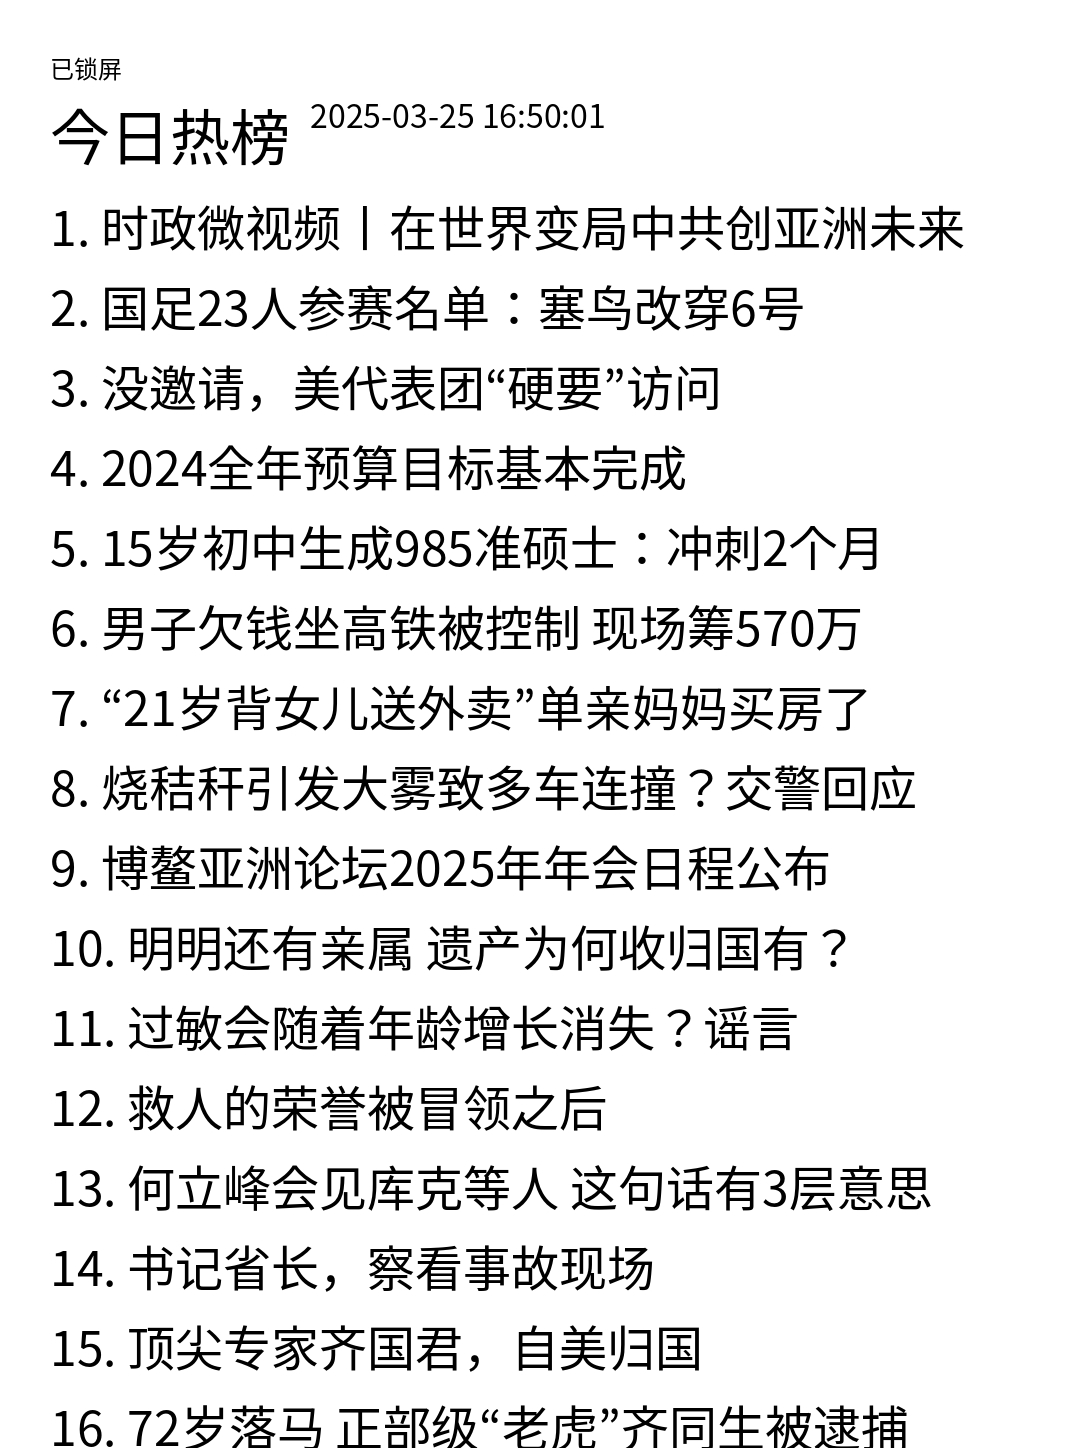 已锁屏
今日热榜 2025-03-25 16:50:01
1. 时政微视频丨在世界变局中共创亚洲未来
2. 国足23人参赛名单：塞鸟改穿6号
3. 没邀请，美代表团“硬要”访问
4. 2024全年预算目标基本完成
5. 15岁初中生成985准硕士：冲刺2个月
6. 男子欠钱坐高铁被控制 现场筹570万
7. “21岁背女儿送外卖”单亲妈妈买房了
8. 烧秸秆引发大雾致多车连撞？交警回应
9. 博鳌亚洲论坛2025年年会日程公布
10. 明明还有亲属 遗产为何收归国有？
11. 过敏会随着年龄增长消失？谣言
12. 救人的荣誉被冒领之后
13. 何立峰会见库克等人 这句话有3层意思
14. 书记省长，察看事故现场
15. 顶尖专家齐国君，自美归国
16. 72岁落马 正部级“老虎”齐同生被逮捕